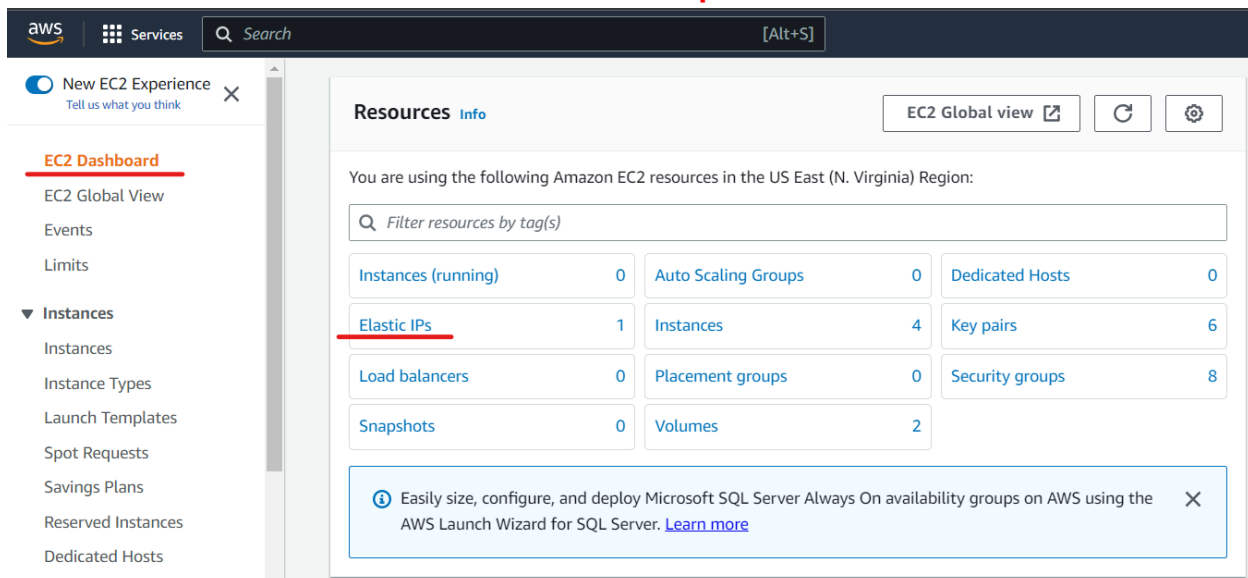 aws
Services
Search [Alt+S]
New EC2 Experience
Tell us what you think
EC2 Dashboard
EC2 Global View
Events
Limits
Instances
Instances
Instance Types
Launch Templates
Spot Requests
Savings Plans
Reserved Instances
Dedicated Hosts
Resources Info
EC2 Global view
You are using the following Amazon EC2 resources in the US East (N. Virginia) Region:
Filter resources by tag(s)
Instances (running) 0 Auto Scaling Groups 0 Dedicated Hosts 0
Elastic IPs 1 Instances 4 Key pairs 6
Load balancers 0 Placement groups 0 Security groups 8
Snapshots 0 Volumes 2
Easily size, configure, and deploy Microsoft SQL Server Always On availability groups on AWS using the
AWS Launch Wizard for SQL Server. Learn more